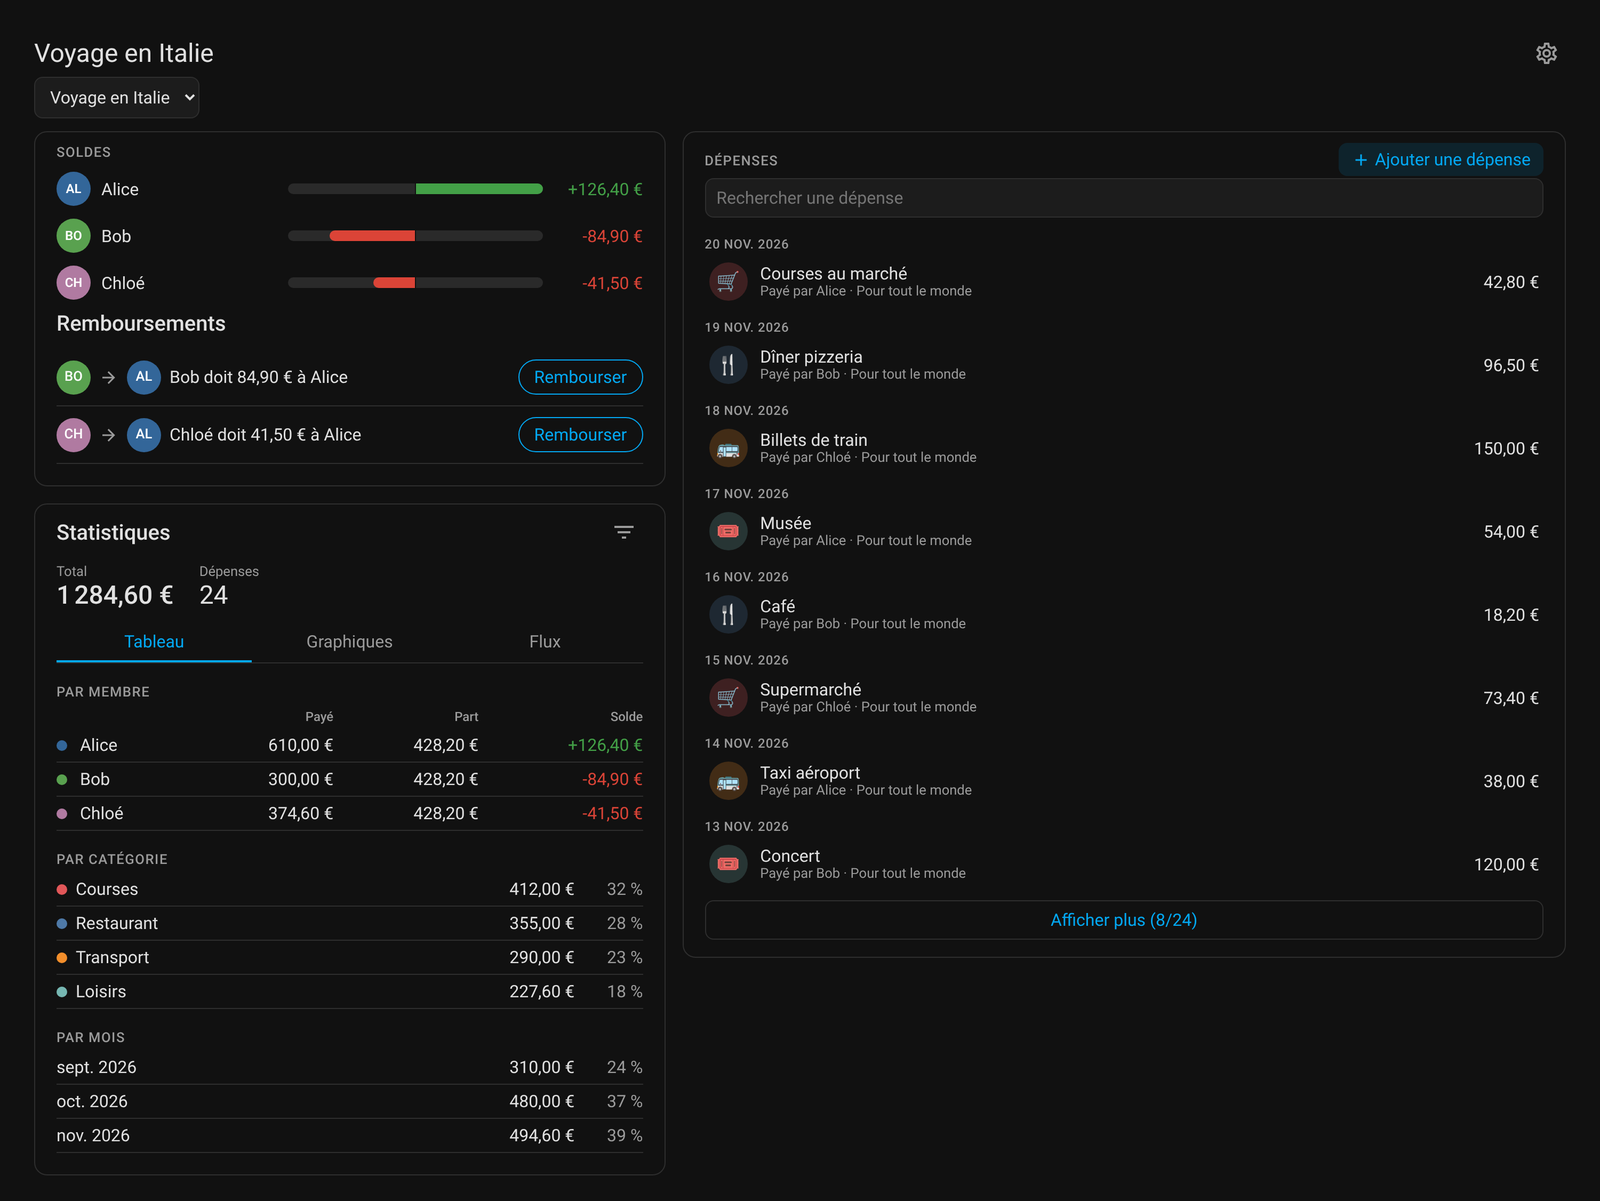 Voyage en Italie
Voyage en Italie
SOLDES
AL Alice +126,40 €
BO Bob -84,90 €
CH Chloé -41,50 €
Remboursements
BO → AL Bob doit 84,90 € à Alice Rembourser
CH → AL Chloé doit 41,50 € à Alice Rembourser
Statistiques
Total Dépenses
1 284,60 € 24
Tableau Graphiques Flux
PAR MEMBRE
Payé Part Solde
Alice 610,00 € 428,20 € +126,40 €
Bob 300,00 € 428,20 € -84,90 €
Chloé 374,60 € 428,20 € -41,50 €
PAR CATÉGORIE
Courses 412,00 € 32 %
Restaurant 355,00 € 28 %
Transport 290,00 € 23 %
Loisirs 227,60 € 18 %
PAR MOIS
sept. 2026 310,00 € 24 %
oct. 2026 480,00 € 37 %
nov. 2026 494,60 € 39 %
DÉPENSES + Ajouter une dépense
Rechercher une dépense
20 NOV. 2026
Courses au marché 42,80 €
Payé par Alice · Pour tout le monde
19 NOV. 2026
Dîner pizzeria 96,50 €
Payé par Bob · Pour tout le monde
18 NOV. 2026
Billets de train 150,00 €
Payé par Chloé · Pour tout le monde
17 NOV. 2026
Musée 54,00 €
Payé par Alice · Pour tout le monde
16 NOV. 2026
Café 18,20 €
Payé par Bob · Pour tout le monde
15 NOV. 2026
Supermarché 73,40 €
Payé par Chloé · Pour tout le monde
14 NOV. 2026
Taxi aéroport 38,00 €
Payé par Alice · Pour tout le monde
13 NOV. 2026
Concert 120,00 €
Payé par Bob · Pour tout le monde
Afficher plus (8/24)